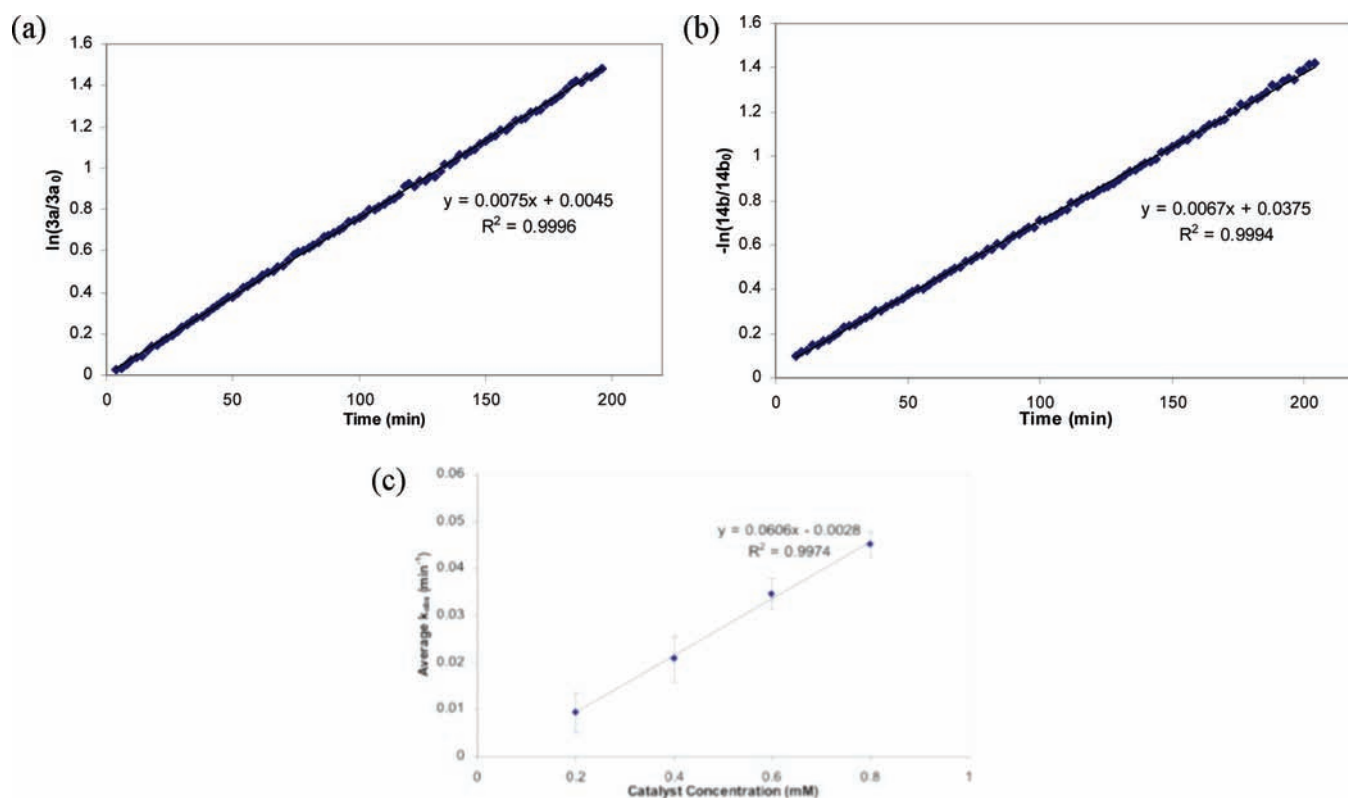 (a)
1.6
1.4
1.2
1
0.8
0.6
0.4
0.2
0
ln(3a/3a₀)
y = 0.0075x + 0.0045
R² = 0.9996
0 50 100 150 200
Time (min)
(b)
1.6
1.4
1.2
1
0.8
0.6
0.4
0.2
0
-ln(14b/14b₀)
y = 0.0067x + 0.0375
R² = 0.9994
0 50 100 150 200
Time (min)
(c)
0.06
0.05
0.04
0.03
0.02
0.01
0
Average kobs (min⁻¹)
y = 0.0606x - 0.0028
R² = 0.9974
0 0.2 0.4 0.6 0.8 1
Catalyst Concentration (mM)